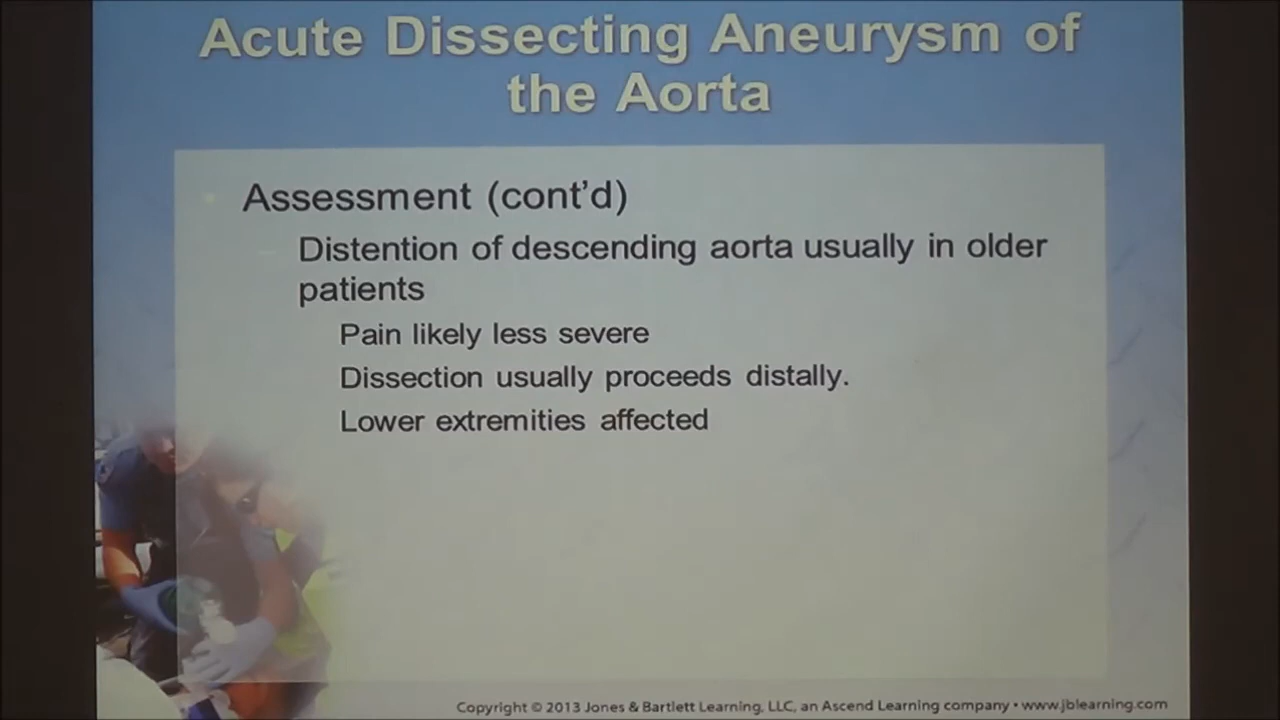 Acute Dissecting Aneurysm of
the Aorta
Assessment (cont'd)
Distention of descending aorta usually in older
patients
Pain likely less severe
Dissection usually proceeds distally.
Lower extremities affected
Copyright © 2013 Jones & Bartlett Learning, LLC, an Ascend Learning company • www.jblearning.com